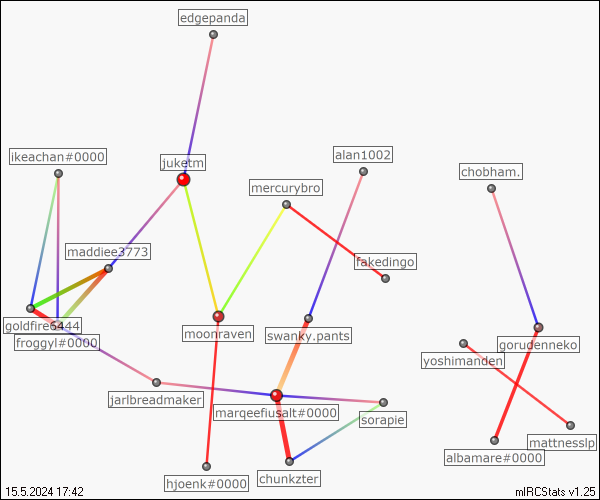 edgepanda
ikeachan#0000
juketm
alan1002
mercurybro
chobham.
maddiee3773
fakedingo
goldfire6444
froggyl#0000
moonraven
swanky.pants
gorudenneko
yoshimanden
jarlbreadmaker
marqeefiusalt#0000
sorapie
mattnesslp
albamare#0000
hjoenk#0000
chunkzter
15.5.2024 17:42
mIRCStats v1.25